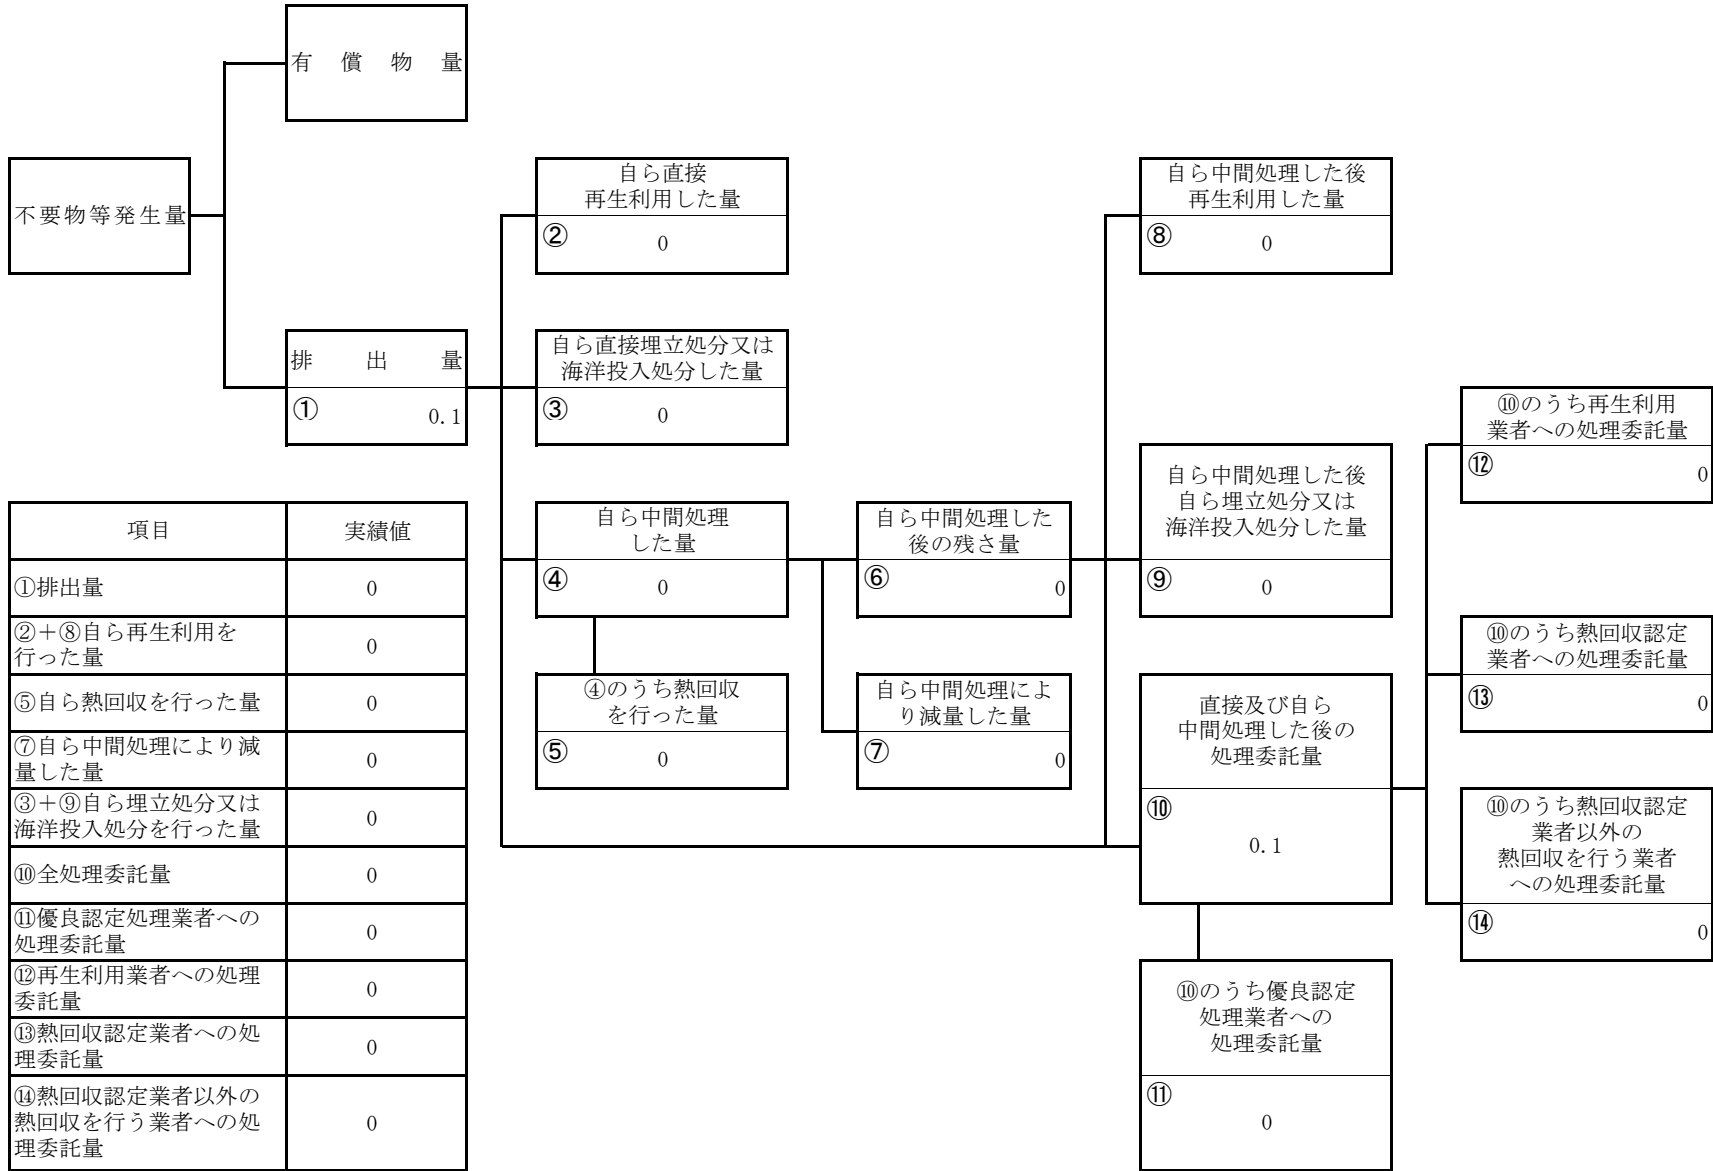 有償物量
不要物等発生量
排出量
①
0.1
自ら直接
再生利用した量
②
0
自ら直接埋立処分又は
海洋投入処分した量
③
0
自ら中間処理
した量
④
0
④のうち熱回収
を行った量
⑤
0
自ら中間処理した
後の残さ量
⑥
0
自ら中間処理によ
り減量した量
⑦
0
自ら中間処理した後
再生利用した量
⑧
0
自ら中間処理した後
自ら埋立処分又は
海洋投入処分した量
⑨
0
直接及び自ら
中間処理した後の
処理委託量
⑩
0.1
⑩のうち優良認定
処理業者への
処理委託量
⑪
0
⑩のうち再生利用
業者への処理委託量
⑫
0
⑩のうち熱回収認定
業者への処理委託量
⑬
0
⑩のうち熱回収認定
業者以外の
熱回収を行う業者
への処理委託量
⑭
0
項目 実績値
①排出量 0
②+⑧自ら再生利用を
行った量 0
⑤自ら熱回収を行った量 0
⑦自ら中間処理により減
量した量 0
③+⑨自ら埋立処分又は
海洋投入処分を行った量 0
⑩全処理委託量 0
⑪優良認定処理業者への
処理委託量 0
⑫再生利用業者への処理
委託量 0
⑬熱回収認定業者への処
理委託量 0
⑭熱回収認定業者以外の
熱回収を行う業者への処 0
理委託量